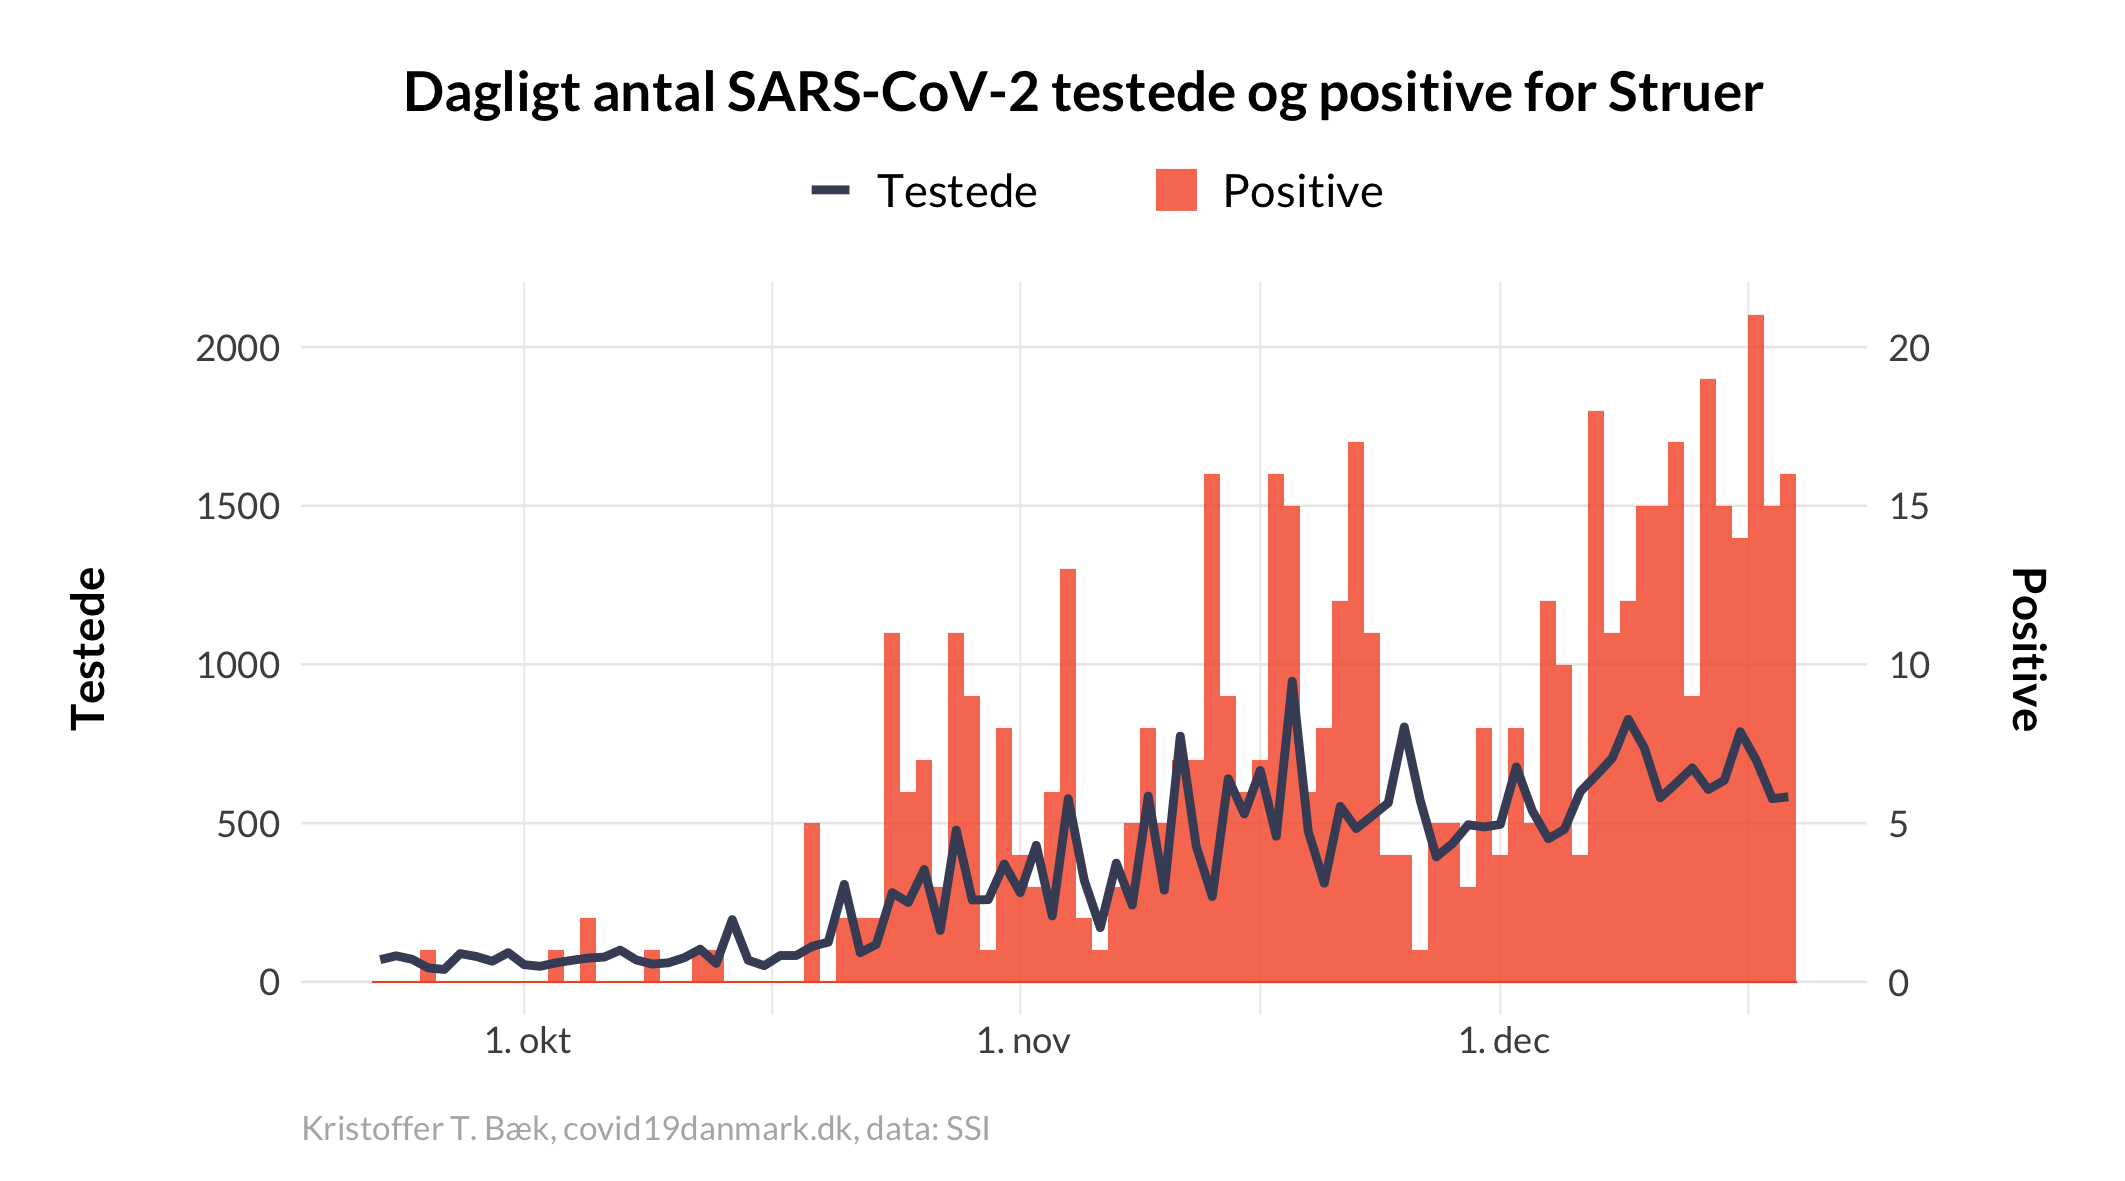 Dagligt antal SARS-CoV-2 testede og positive for Struer
Testede
Positive
2000
1500
1000
500
0
20
15
10
5
0
Testede
Positive
1. okt
1. nov
1. dec
Kristoffer T. Bæk, covid19danmark.dk, data: SSI